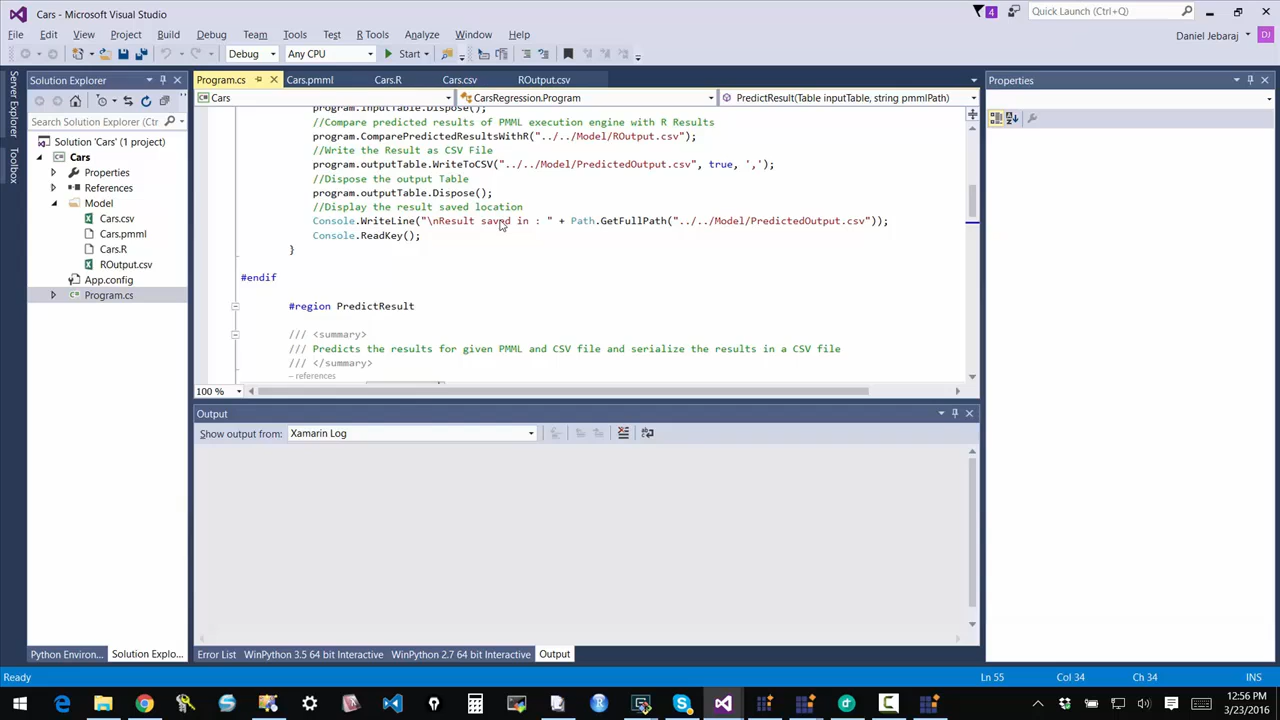 Cars - Microsoft Visual Studio
4
Quick Launch (Ctrl+Q)
File Edit View Project Build Debug Team Tools Test R Tools Analyze Window Help
Daniel Jebaraj DJ
Debug Any CPU Start
Server Explorer
Toolbox
Solution Explorer
Search Solution Explorer (Ctrl
Solution 'Cars' (1 project)
Cars
Properties
References
Model
Cars.csv
Cars.pmml
Cars.R
ROutput.csv
App.config
Program.cs
Program.cs Cars.pmml Cars.R Cars.csv ROutput.csv
Cars CarsRegression.Program PredictResult(Table inputTable, string pmmlPath)
program.inputTable.Dispose();
//Compare predicted results of PMML execution engine with R Results
program.ComparePredictedResultsWithR("../../Model/ROutput.csv");
//Write the Result as CSV File
program.outputTable.WriteToCSV("../../Model/PredictedOutput.csv", true, ',');
//Dispose the output Table
program.outputTable.Dispose();
//Display the result saved location
Console.WriteLine("\nResult saved in : " + Path.GetFullPath("../../Model/PredictedOutput.csv"));
Console.ReadKey();
}
#endif
#region PredictResult
/// <summary>
/// Predicts the results for given PMML and CSV file and serialize the results in a CSV file
/// </summary>
– references
100 %
Output
Show output from: Xamarin Log
Properties
Python Environ... Solution Explo...
Error List WinPython 3.5 64 bit Interactive WinPython 2.7 64 bit Interactive Output
Ready Ln 55 Col 34 Ch 34 INS
12:56 PM
3/23/2016